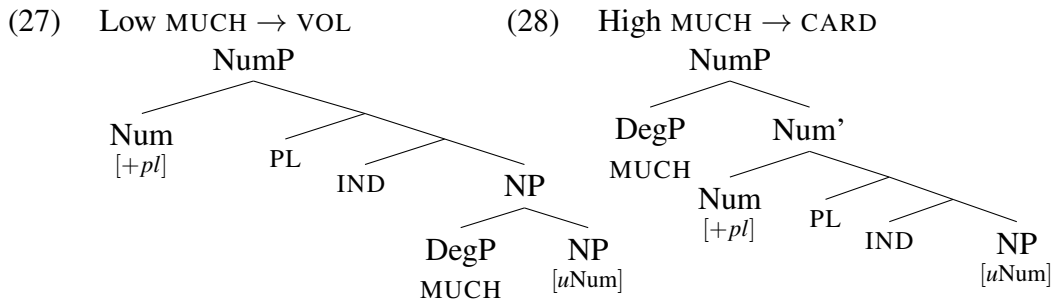 (27) Low MUCH → VOL (28) High MUCH → CARD
NumP NumP
Num DegP Num’
[+pl] PL MUCH
IND NP Num PL
[+pl] IND
DegP NP NP
MUCH [uNum] [uNum]